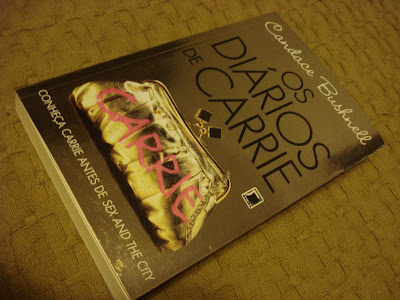 Candace Bushnell
OS
DIÁRIOS
DE
CARRIE
CARRIE
CONHEÇA CARRIE ANTES DE SEX AND THE CITY